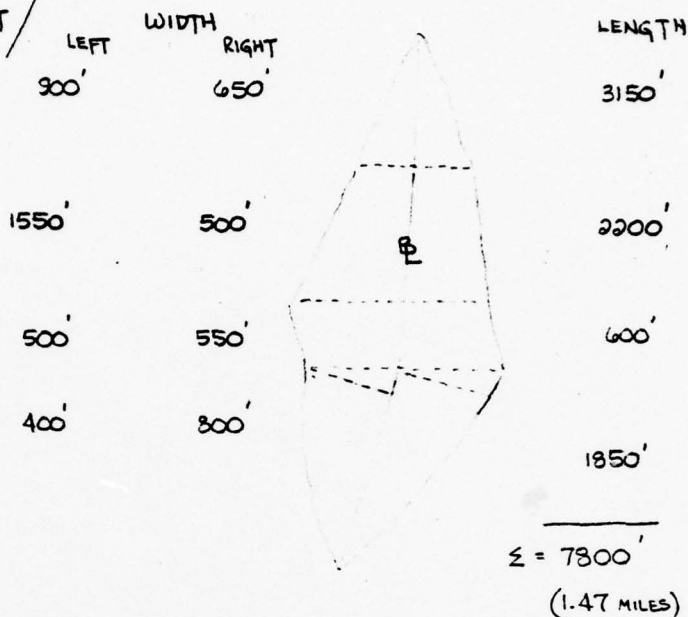 T/
WIDTH LENGTH
LEFT RIGHT
900' 650' 3150'
1550' 500' 2200'
BL
500' 550' 600'
400' 800'
1850'
Σ = 7800'
(1.47 MILES)